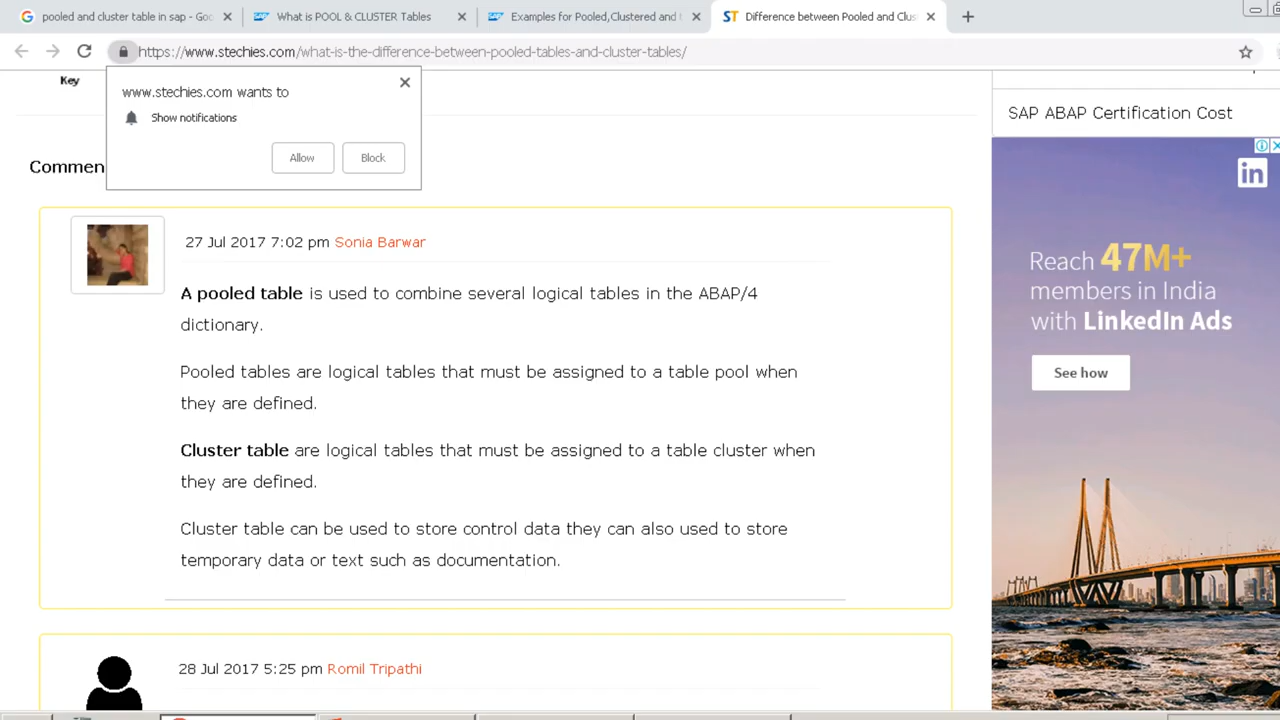 pooled and cluster table in sap - Goo
What is POOL & CLUSTER Tables
Examples for Pooled,Clustered and
ST Difference between Pooled and Clus
https://www.stechies.com/what-is-the-difference-between-pooled-tables-and-cluster-tables/
Key
www.stechies.com wants to
Show notifications
Allow
Block
Commen
27 Jul 2017 7:02 pm Sonia Barwar
A pooled table is used to combine several logical tables in the ABAP/4
dictionary.
Pooled tables are logical tables that must be assigned to a table pool when
they are defined.
Cluster table are logical tables that must be assigned to a table cluster when
they are defined.
Cluster table can be used to store control data they can also used to store
temporary data or text such as documentation.
28 Jul 2017 5:25 pm Romil Tripathi
SAP ABAP Certification Cost
in
Reach 47M+
members in India
with LinkedIn Ads
See how